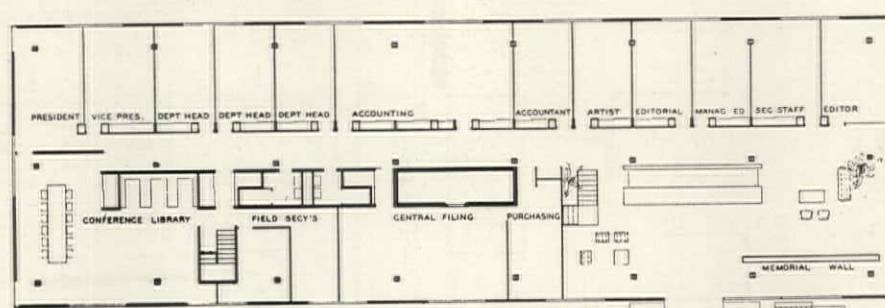 PRESIDENT VICE PRES. DEPT HEAD DEPT HEAD DEPT HEAD ACCOUNTING ACCOUNTANT ARTIST EDITORIAL MANAG ED SEC STAFF EDITOR
CONFERENCE LIBRARY FIELD SECY'S CENTRAL FILING PURCHASING
MEMORIAL WALL